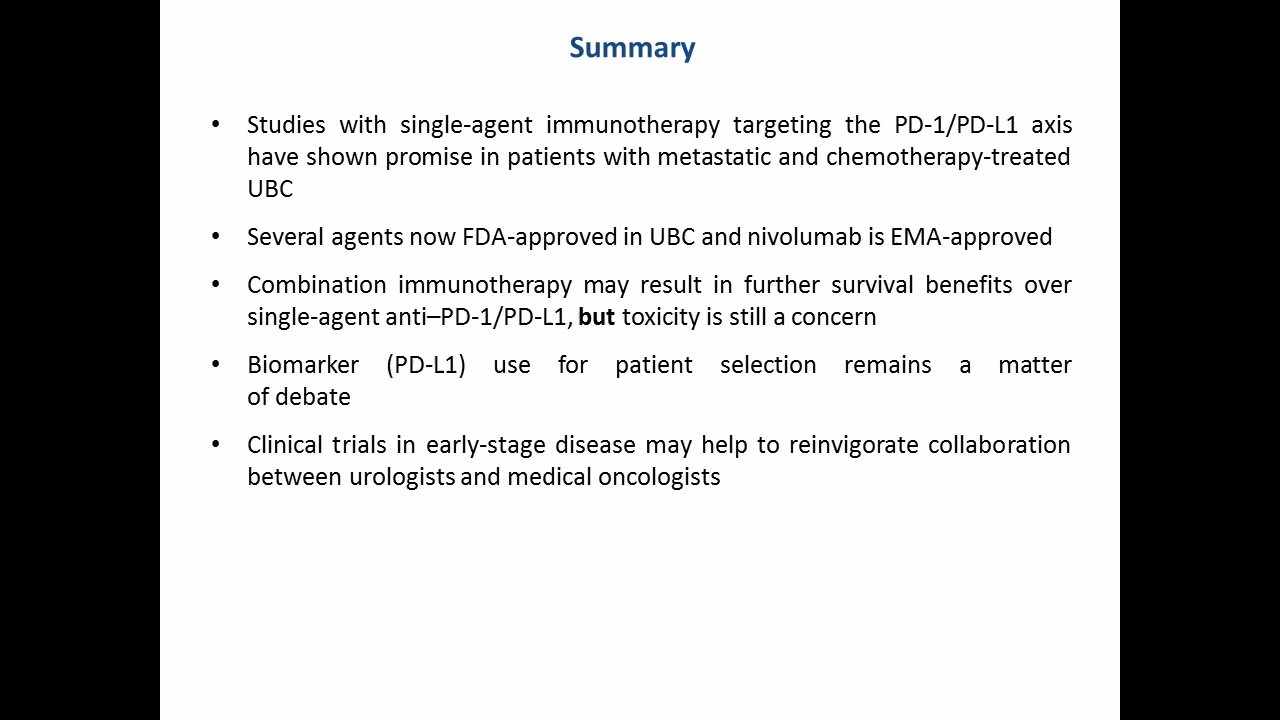 Summary
• Studies with single-agent immunotherapy targeting the PD-1/PD-L1 axis
have shown promise in patients with metastatic and chemotherapy-treated
UBC
• Several agents now FDA-approved in UBC and nivolumab is EMA-approved
• Combination immunotherapy may result in further survival benefits over
single-agent anti–PD-1/PD-L1, but toxicity is still a concern
• Biomarker (PD-L1) use for patient selection remains a matter
of debate
• Clinical trials in early-stage disease may help to reinvigorate collaboration
between urologists and medical oncologists